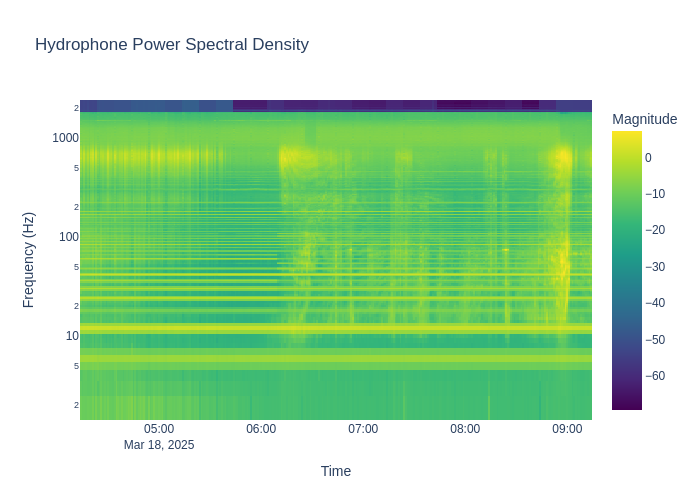 Hydrophone Power Spectral Density
Magnitude
0
−10
−20
−30
−40
−50
−60
Frequency (Hz)
2
1000
5
2
100
5
2
10
5
2
05:00 06:00 07:00 08:00 09:00
Mar 18, 2025
Time